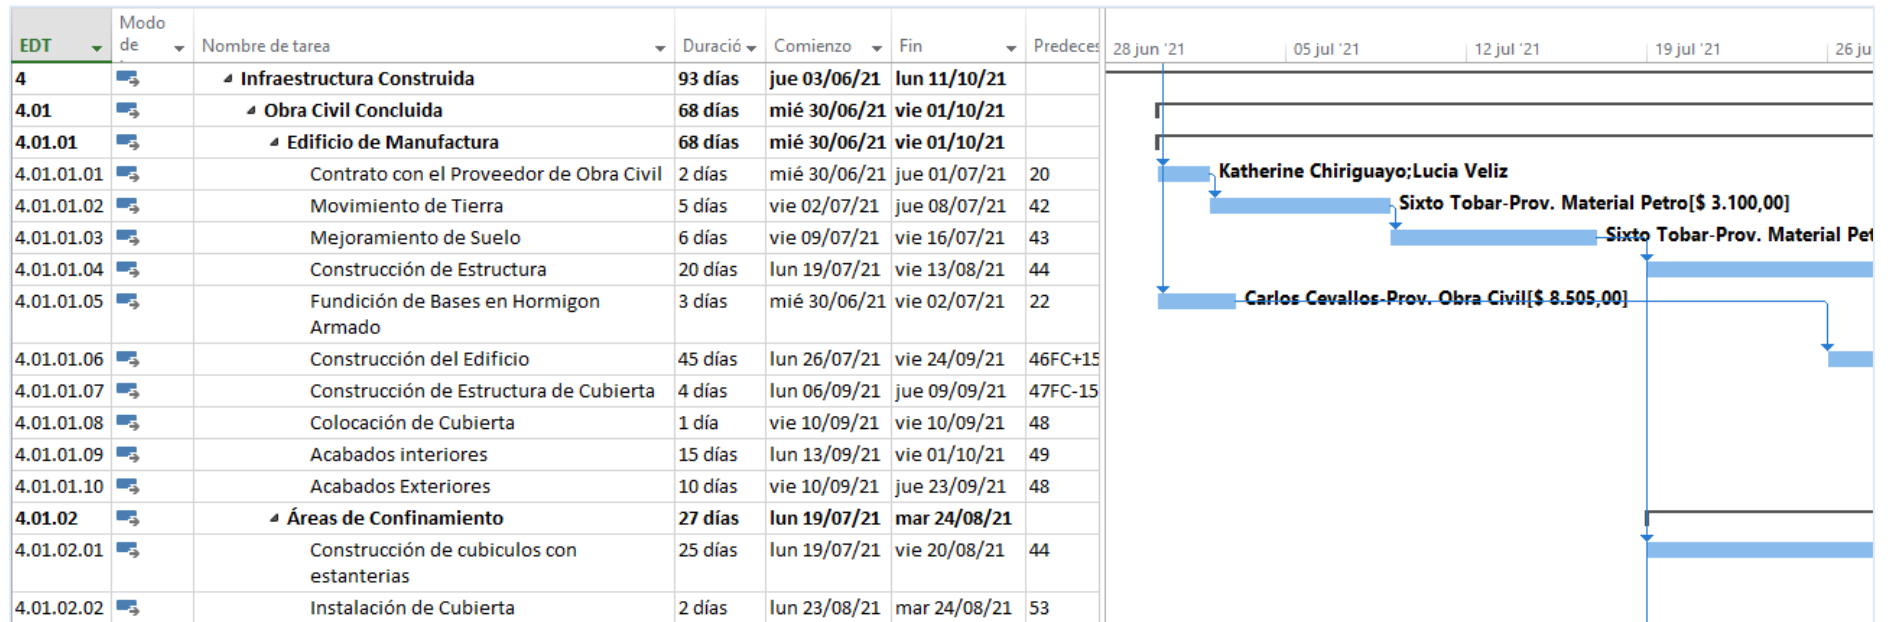 Modo
EDT de Nombre de tarea Duració Comienzo Fin Predeces 28 jun '21 05 jul '21 12 jul '21 19 jul '21 26 ju
4 Infraestructura Construida 93 días jue 03/06/21 lun 11/10/21
4.01 Obra Civil Concluida 68 días mié 30/06/21 vie 01/10/21
4.01.01 Edificio de Manufactura 68 días mié 30/06/21 vie 01/10/21
4.01.01.01 Contrato con el Proveedor de Obra Civil 2 días mié 30/06/21 jue 01/07/21 20 Katherine Chiriguayo;Lucia Veliz
4.01.01.02 Movimiento de Tierra 5 días vie 02/07/21 jue 08/07/21 42 Sixto Tobar-Prov. Material Petro[$ 3.100,00]
4.01.01.03 Mejoramiento de Suelo 6 días vie 09/07/21 vie 16/07/21 43 Sixto Tobar-Prov. Material Pet
4.01.01.04 Construcción de Estructura 20 días lun 19/07/21 vie 13/08/21 44
4.01.01.05 Fundición de Bases en Hormigon 3 días mié 30/06/21 vie 02/07/21 22 Carlos Cevallos-Prov. Obra Civil[$ 8.505,00]
Armado
4.01.01.06 Construcción del Edificio 45 días lun 26/07/21 vie 24/09/21 46FC+15
4.01.01.07 Construcción de Estructura de Cubierta 4 días lun 06/09/21 jue 09/09/21 47FC-15
4.01.01.08 Colocación de Cubierta 1 día vie 10/09/21 vie 10/09/21 48
4.01.01.09 Acabados interiores 15 días lun 13/09/21 vie 01/10/21 49
4.01.01.10 Acabados Exteriores 10 días vie 10/09/21 jue 23/09/21 48
4.01.02 Áreas de Confinamiento 27 días lun 19/07/21 mar 24/08/21
4.01.02.01 Construcción de cubiculos con 25 días lun 19/07/21 vie 20/08/21 44
estanterias
4.01.02.02 Instalación de Cubierta 2 días lun 23/08/21 mar 24/08/21 53